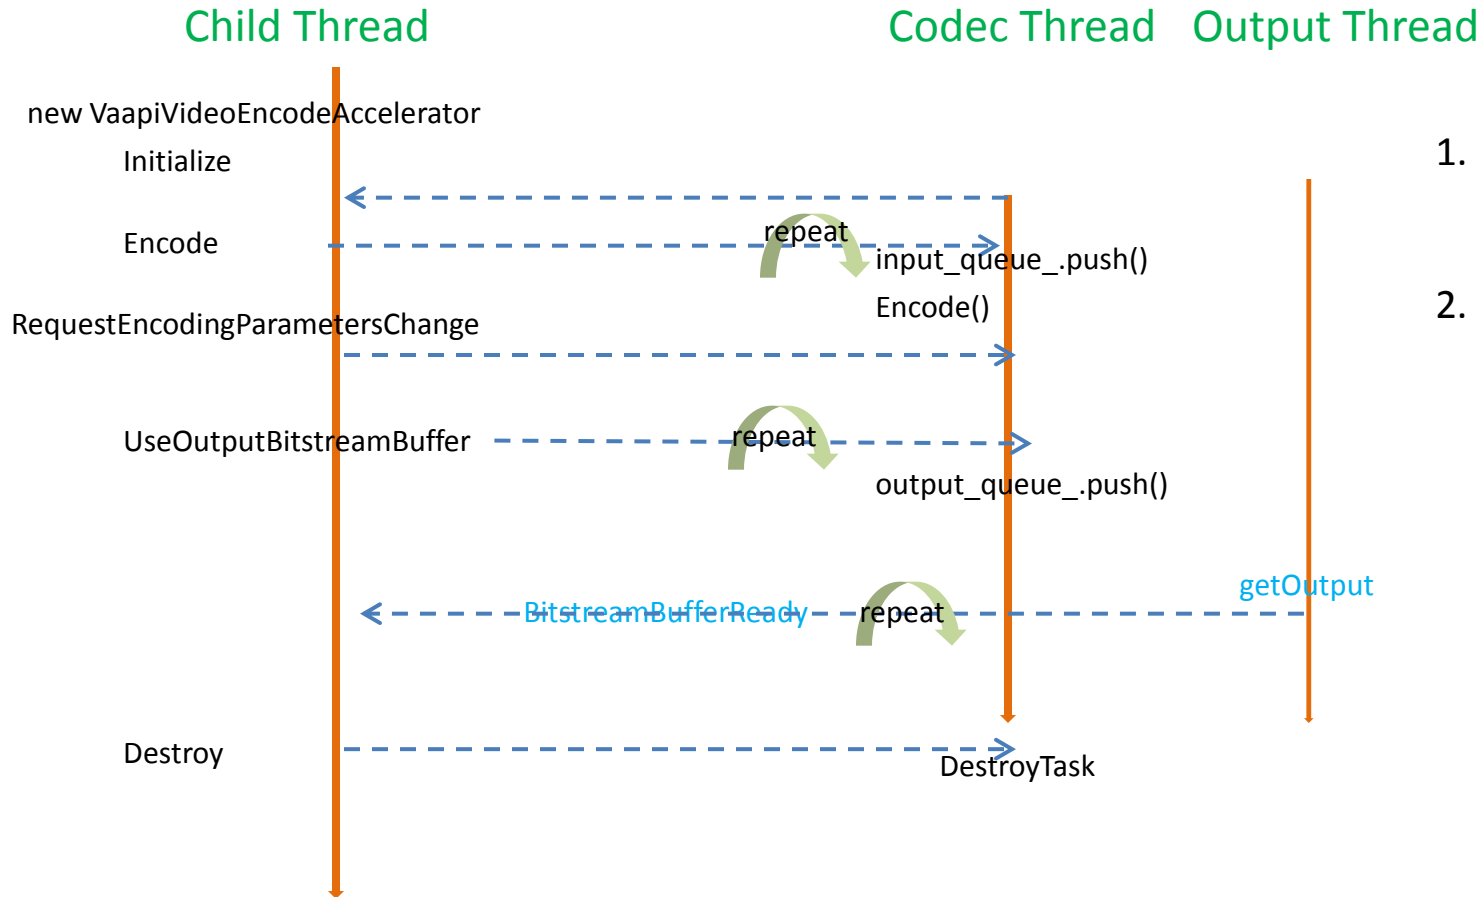 Child Thread
Codec Thread
Output Thread
new VaapiVideoEncodeAccelerator
1.
Initialize
repeat
Encode
input_queue_.push()
Encode()
2.
RequestEncodingParametersChange
UseOutputBitstreamBuffer
repeat
output_queue_.push()
getOutput
BitstreamBufferReady
repeat
Destroy
DestroyTask